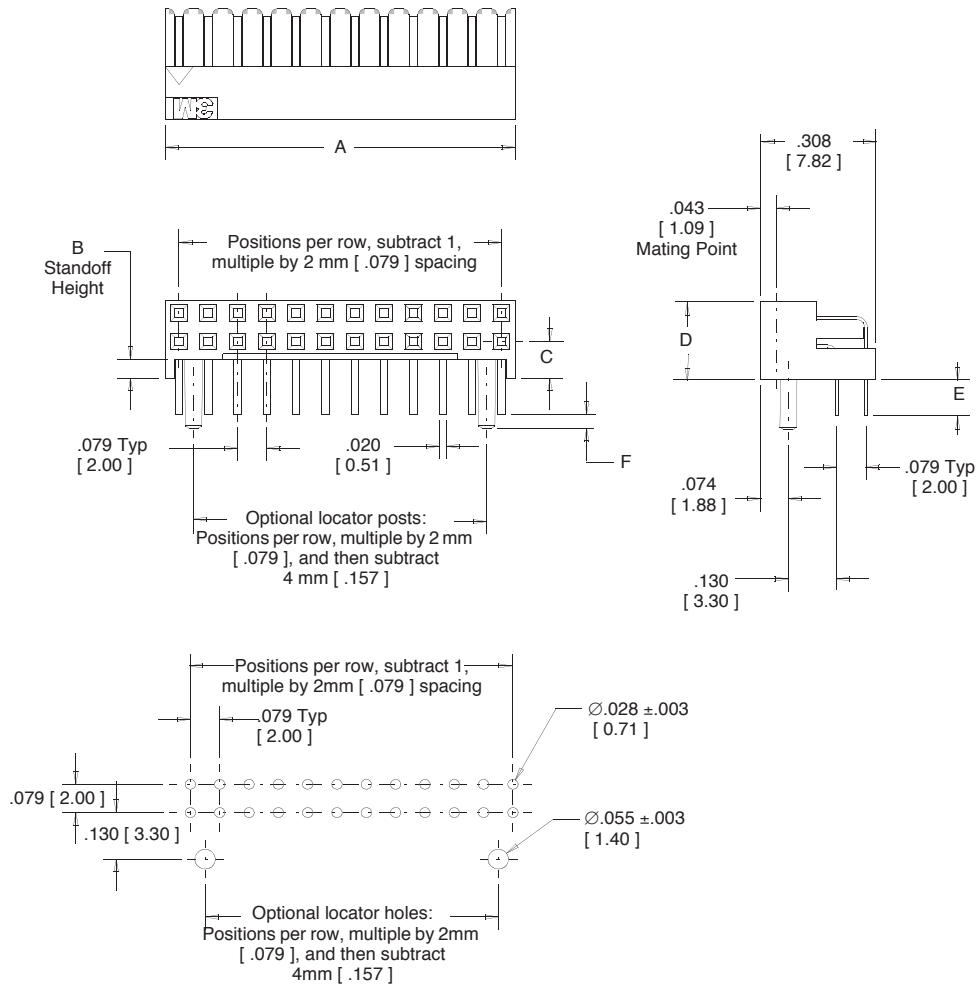 3M
A
.308
[ 7.82 ]
.043
[ 1.09 ]
Mating Point
B
Standoff
Height
Positions per row, subtract 1,
multiple by 2 mm [ .079 ] spacing
C
D
E
F
.079 Typ
[ 2.00 ]
.020
[ 0.51 ]
.074
[ 1.88 ]
.079 Typ
[ 2.00 ]
Optional locator posts:
Positions per row, multiple by 2 mm
[ .079 ], and then subtract
4 mm [ .157 ]
.130
[ 3.30 ]
Positions per row, subtract 1,
multiple by 2mm [ .079 ] spacing
.079 Typ
[ 2.00 ]
∅.028 ±.003
[ 0.71 ]
.079 [ 2.00 ]
.130 [ 3.30 ]
∅.055 ±.003
[ 1.40 ]
Optional locator holes:
Positions per row, multiple by 2mm
[ .079 ], and then subtract
4mm [ .157 ]